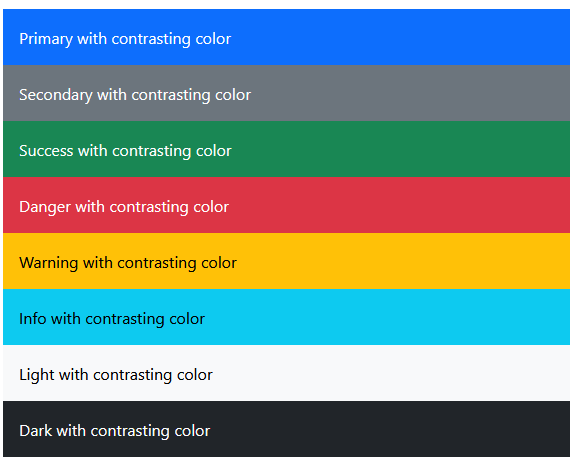 Primary with contrasting color
Secondary with contrasting color
Success with contrasting color
Danger with contrasting color
Warning with contrasting color
Info with contrasting color
Light with contrasting color
Dark with contrasting color